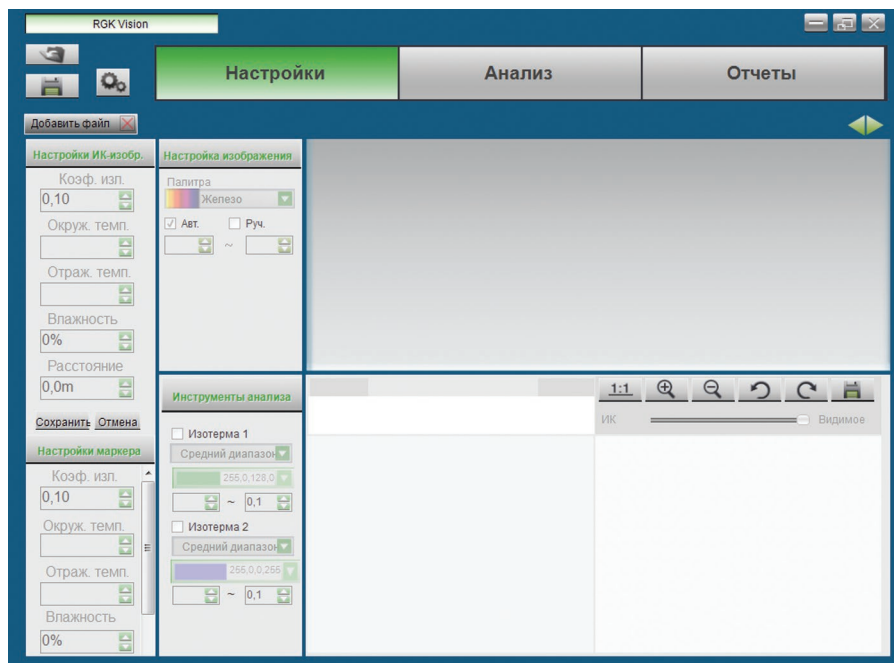 RGK Vision
Настройки
Анализ
Отчеты
Добавить файл
Настройки ИК-изобр.
Коэф. изл.
0,10
Окруж. темп.
Отраж. темп.
Влажность
0%
Расстояние
0,0m
Сохранить Отмена
Настройки маркера
Коэф. изл.
0,10
Окруж. темп.
Отраж. темп.
Влажность
0%
Настройка изображения
Палитра
Железо
Авт. Руч.
~
Инструменты анализа
Изотерма 1
Средний диапазон
255,0,128,0
~ 0,1
Изотерма 2
Средний диапазон
255,0,0,255
~ 0,1
1:1
ИК Видимое